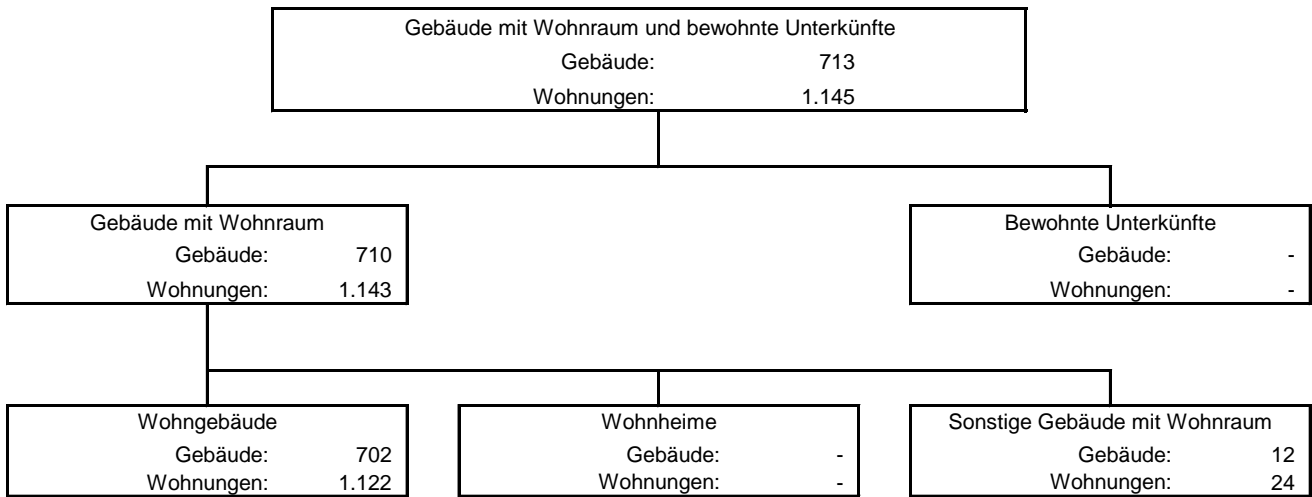 Gebäude mit Wohnraum und bewohnte Unterkünfte
Gebäude: 713
Wohnungen: 1.145
Gebäude mit Wohnraum
Gebäude: 710
Wohnungen: 1.143
Bewohnte Unterkünfte
Gebäude: -
Wohnungen: -
Wohngebäude
Gebäude: 702
Wohnungen: 1.122
Wohnheime
Gebäude: -
Wohnungen: -
Sonstige Gebäude mit Wohnraum
Gebäude: 12
Wohnungen: 24